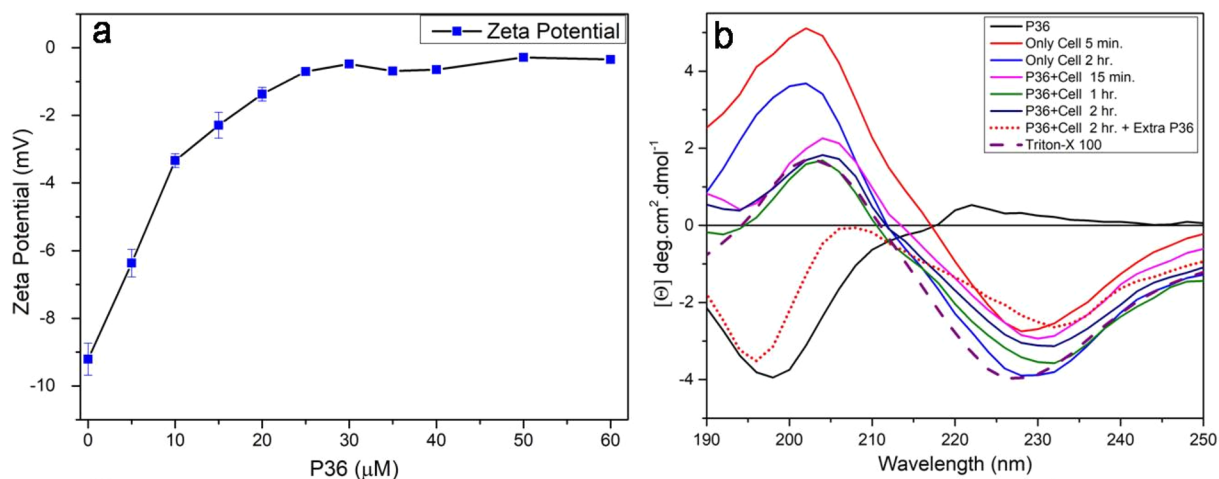 a
Zeta Potential
0
-2
-4
-6
-8
-10
Zeta Potential (mV)
0
10
20
30
40
50
60
P36 (μM)
b
P36
Only Cell 5 min.
Only Cell 2 hr.
P36+Cell 15 min.
P36+Cell 1 hr.
P36+Cell 2 hr.
P36+Cell 2 hr. + Extra P36
Triton-X 100
4
2
0
-2
-4
[Θ] deg.cm².dmol⁻¹
190
200
210
220
230
240
250
Wavelength (nm)